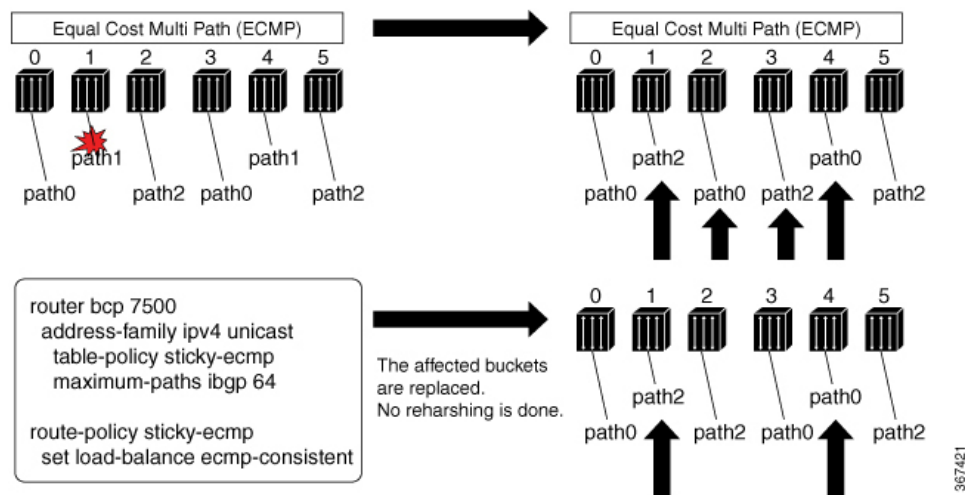 Equal Cost Multi Path (ECMP)
0 1 2 3 4 5
path1 path1
path0 path2 path0 path2
Equal Cost Multi Path (ECMP)
0 1 2 3 4 5
path2 path0
path0 path0 path2 path2
router bcp 7500
address-family ipv4 unicast
table-policy sticky-ecmp
maximum-paths ibgp 64
route-policy sticky-ecmp
set load-balance ecmp-consistent
The affected buckets
are replaced.
No reharshing is done.
0 1 2 3 4 5
path2 path0
path0 path2 path0 path2
367421